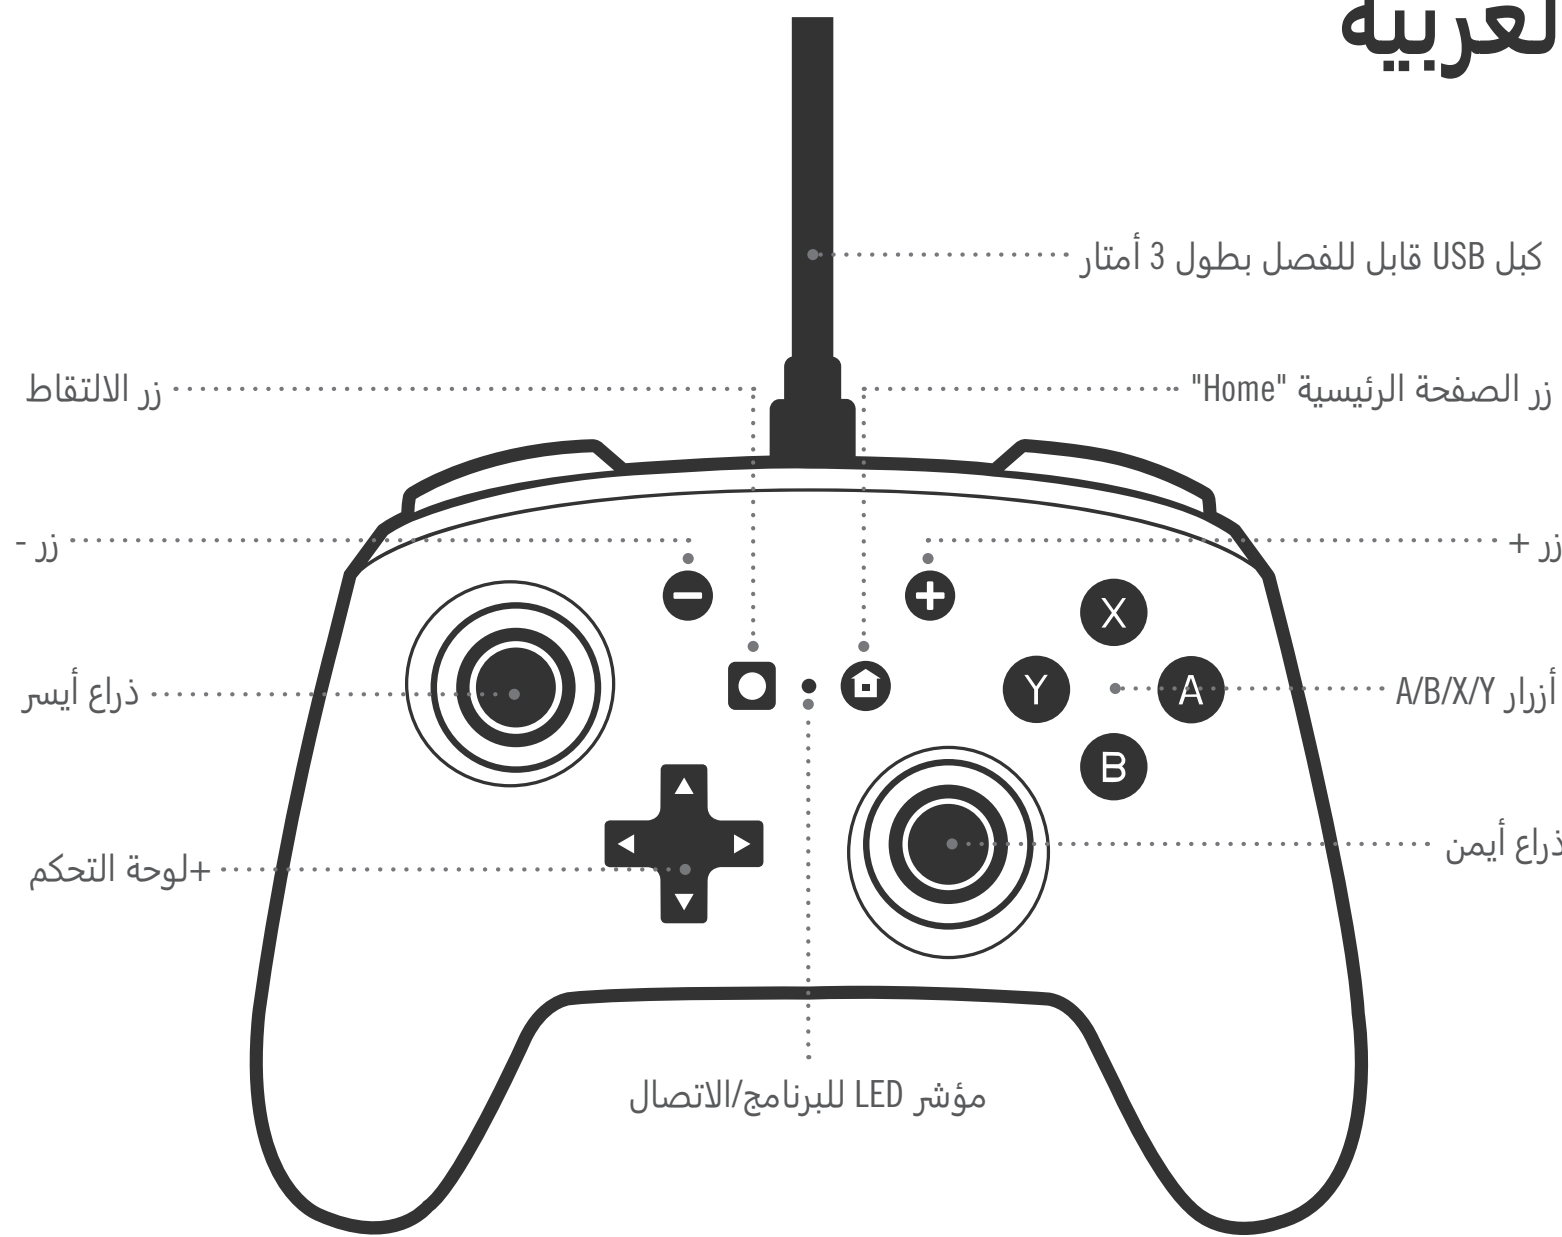 لعربية
كبل USB قابل للفصل بطول 3 أمتار
زر الصفحة الرئيسية "Home"
زر الالتقاط
زر +
زر -
X
Y
A
B
أزرار A/B/X/Y
ذراع أيسر
ذراع أيمن
+لوحة التحكم
مؤشر LED للبرنامج/الاتصال